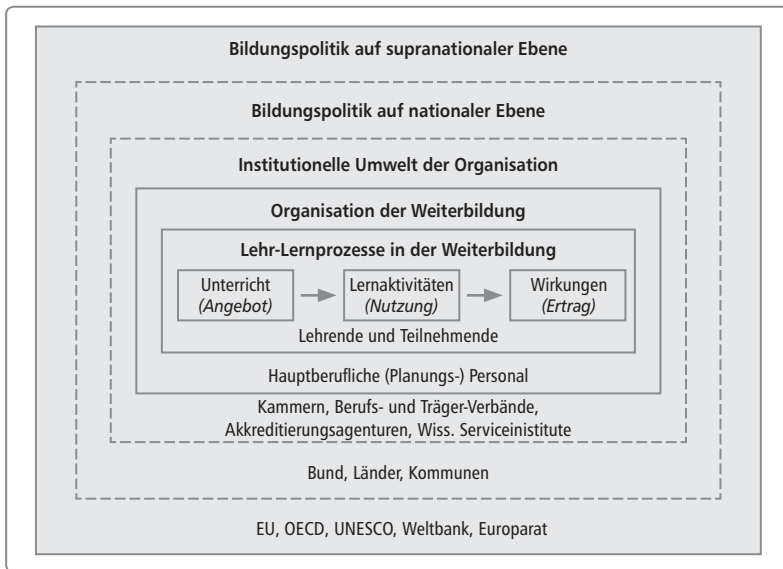 Bildungspolitik auf supranationaler Ebene
Bildungspolitik auf nationaler Ebene
Institutionelle Umwelt der Organisation
Organisation der Weiterbildung
Lehr-Lernprozesse in der Weiterbildung
Unterricht
(Angebot)
Lernaktivitäten
(Nutzung)
Wirkungen
(Ertrag)
Lehrende und Teilnehmende
Hauptberufliche (Planungs-) Personal
Kammern, Berufs- und Träger-Verbände,
Akkreditierungsagenturen, Wiss. Serviceinistitute
Bund, Länder, Kommunen
EU, OECD, UNESCO, Weltbank, Europarat